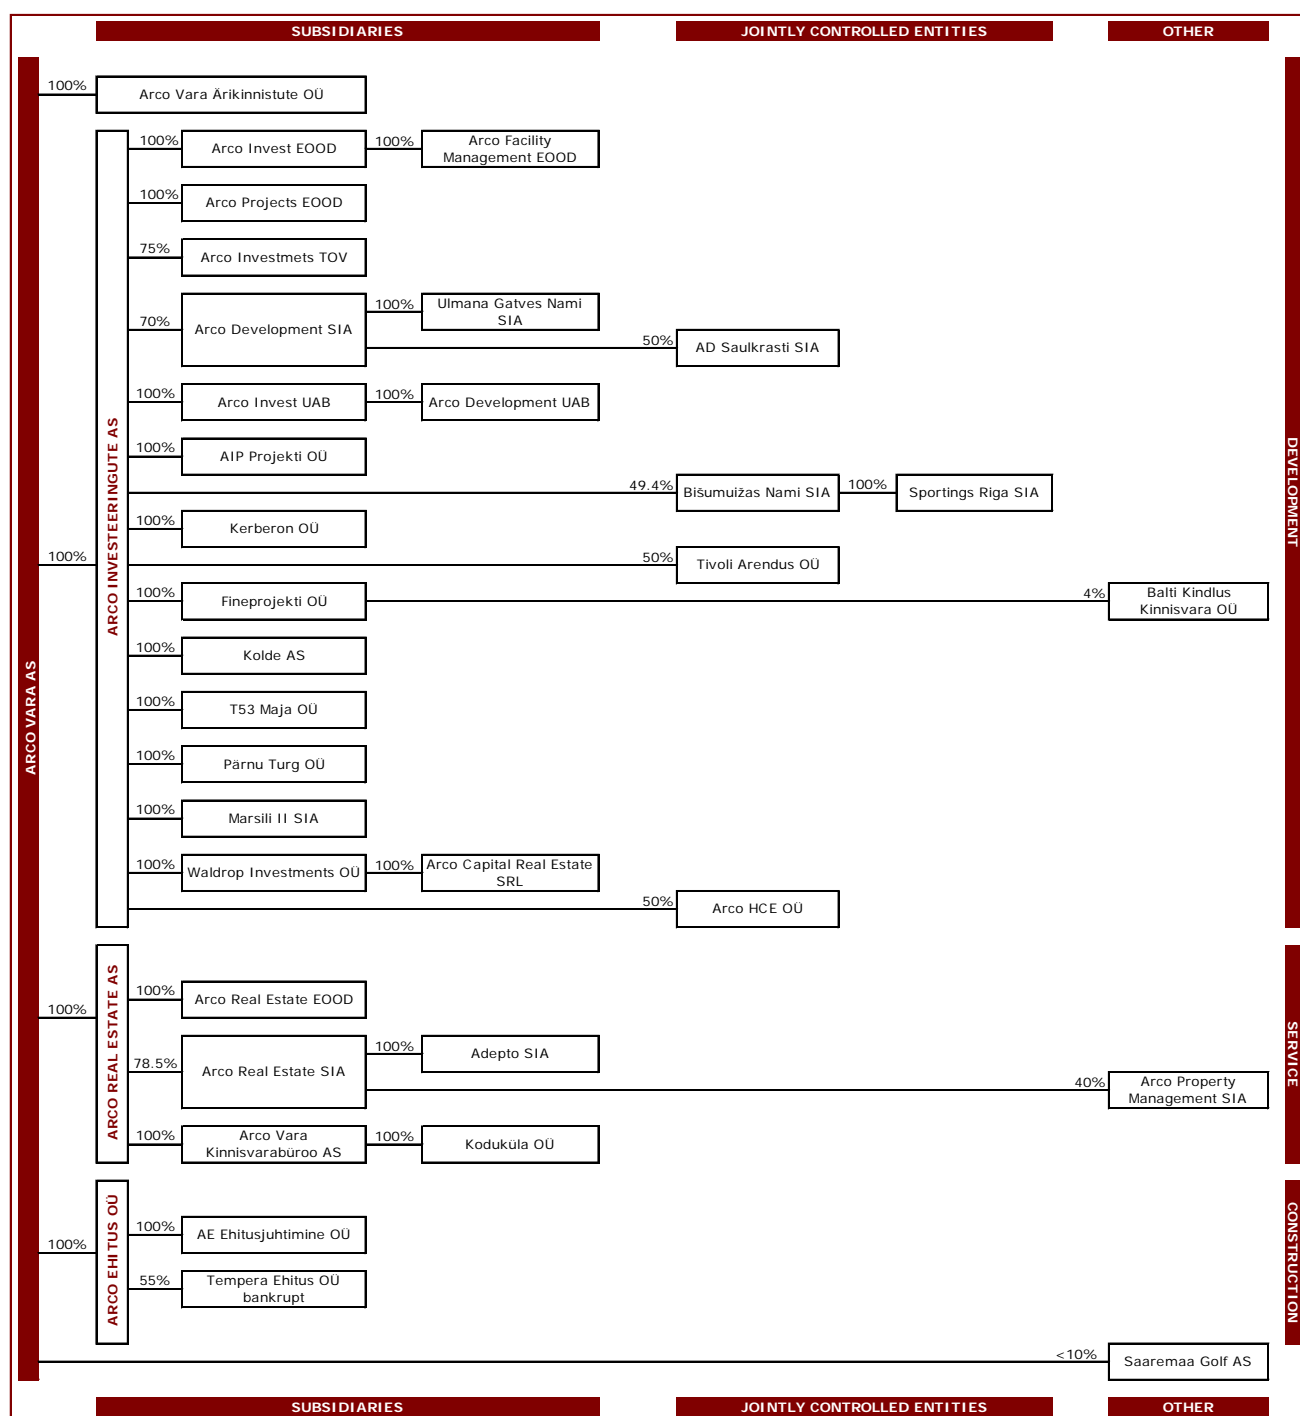 SUBSIDIARIES
JOINTLY CONTROLLED ENTITIES
OTHER
ARCO VARA AS
100%
Arco Vara Ärikinnistute OÜ
100%
ARCO INVESTEERINGUTE AS
100%
Arco Invest EOOD
100%
Arco Facility
Management EOOD
100%
Arco Projects EOOD
75%
Arco Investmets TOV
70%
Arco Development SIA
100%
Ulmana Gatves Nami
SIA
50%
AD Saulkrasti SIA
100%
Arco Invest UAB
100%
Arco Development UAB
100%
AIP Projekti OÜ
49.4%
Bišumuižas Nami SIA
100%
Sportings Riga SIA
100%
Kerberon OÜ
50%
Tivoli Arendus OÜ
100%
Fineprojekti OÜ
4%
Balti Kindlus
Kinnisvara OÜ
100%
Kolde AS
100%
T53 Maja OÜ
100%
Pärnu Turg OÜ
100%
Marsili II SIA
100%
Waldrop Investments OÜ
100%
Arco Capital Real Estate
SRL
50%
Arco HCE OÜ
DEVELOPMENT
100%
ARCO REAL ESTATE AS
100%
Arco Real Estate EOOD
78.5%
Arco Real Estate SIA
100%
Adepto SIA
40%
Arco Property
Management SIA
100%
Arco Vara
Kinnisvarabüroo AS
100%
Koduküla OÜ
SERVICE
100%
ARCO EHITUS OÜ
100%
AE Ehitusjuhtimine OÜ
55%
Tempera Ehitus OÜ
bankrupt
CONSTRUCTION
<10%
Saaremaa Golf AS
SUBSIDIARIES
JOINTLY CONTROLLED ENTITIES
OTHER